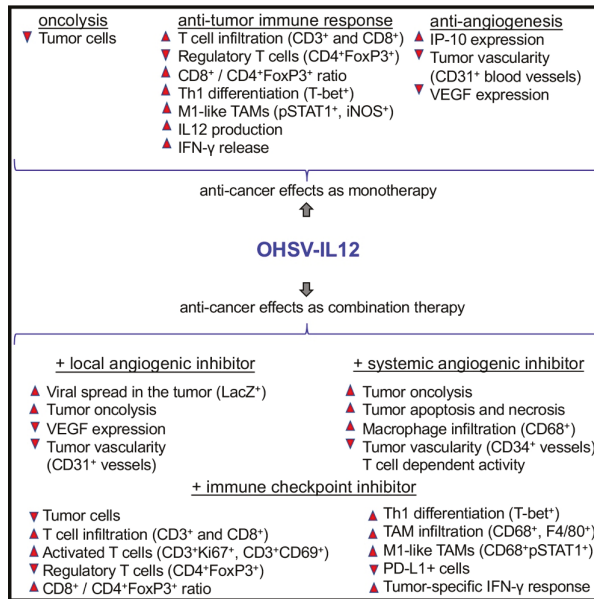 oncolysis
Tumor cells
anti-tumor immune response
T cell infiltration (CD3⁺ and CD8⁺)
Regulatory T cells (CD4⁺FoxP3⁺)
CD8⁺ / CD4⁺FoxP3⁺ ratio
Th1 differentiation (T-bet⁺)
M1-like TAMs (pSTAT1⁺, iNOS⁺)
IL12 production
IFN-γ release
anti-angiogenesis
IP-10 expression
Tumor vascularity
(CD31⁺ blood vessels)
VEGF expression
anti-cancer effects as monotherapy
OHSV-IL12
anti-cancer effects as combination therapy
+ local angiogenic inhibitor
Viral spread in the tumor (LacZ⁺)
Tumor oncolysis
VEGF expression
Tumor vascularity
(CD31⁺ vessels)
+ systemic angiogenic inhibitor
Tumor oncolysis
Tumor apoptosis and necrosis
Macrophage infiltration (CD68⁺)
Tumor vascularity (CD34⁺ vessels)
T cell dependent activity
+ immune checkpoint inhibitor
Tumor cells
T cell infiltration (CD3⁺ and CD8⁺)
Activated T cells (CD3⁺Ki67⁺, CD3⁺CD69⁺)
Regulatory T cells (CD4⁺FoxP3⁺)
CD8⁺ / CD4⁺FoxP3⁺ ratio
Th1 differentiation (T-bet⁺)
TAM infiltration (CD68⁺, F4/80⁺)
M1-like TAMs (CD68⁺pSTAT1⁺)
PD-L1+ cells
Tumor-specific IFN-γ response